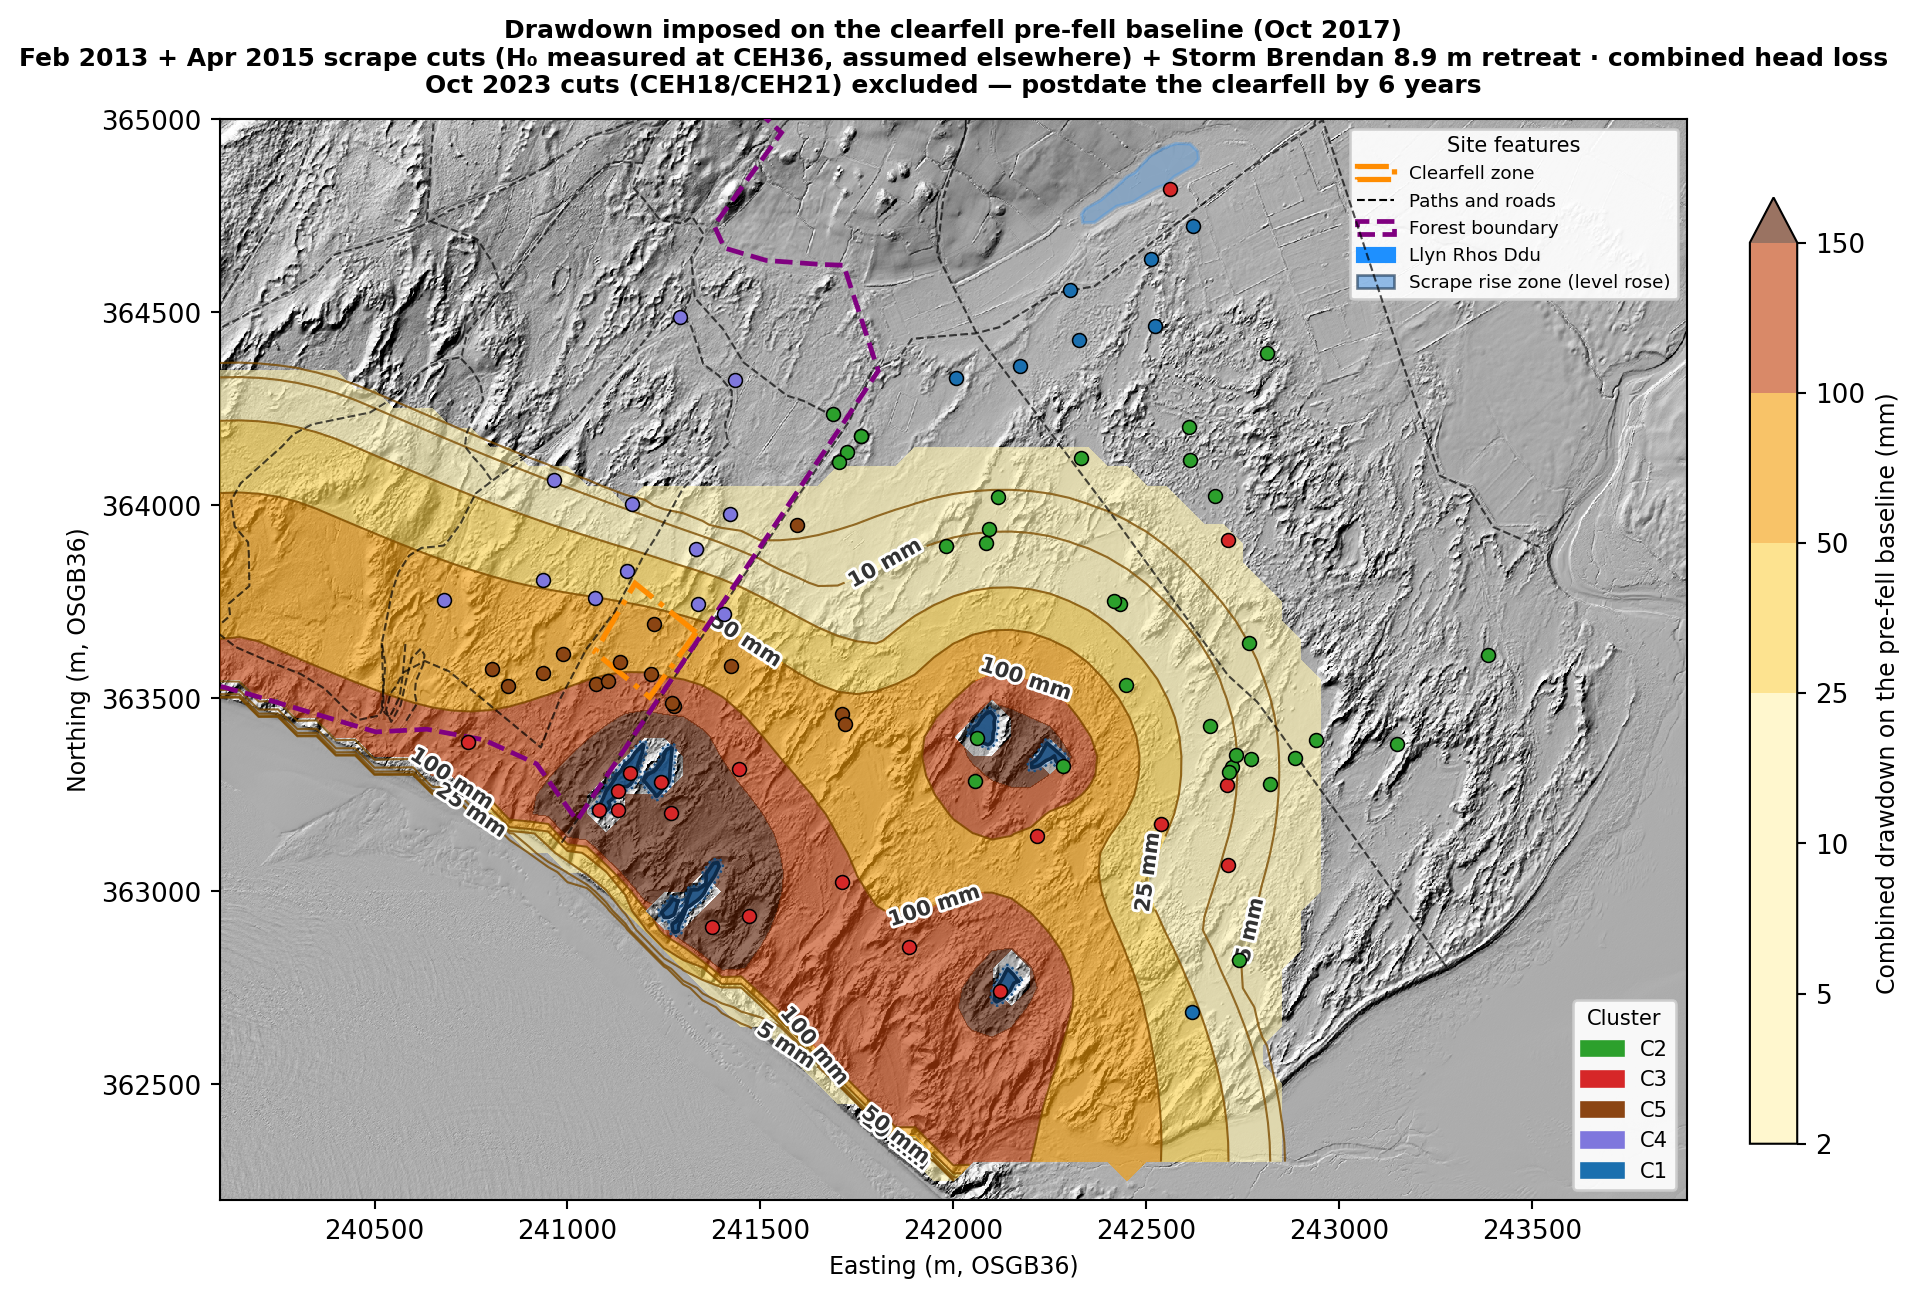 Drawdown imposed on the clearfell pre-fell baseline (Oct 2017)
Feb 2013 + Apr 2015 scrape cuts (H₀ measured at CEH36, assumed elsewhere) + Storm Brendan 8.9 m retreat · combined head loss
Oct 2023 cuts (CEH18/CEH21) excluded — postdate the clearfell by 6 years
365000
364500
364000
363500
363000
362500
Northing (m, OSGB36)
240500
241000
241500
242000
242500
243000
243500
Easting (m, OSGB36)
Site features
Clearfell zone
Paths and roads
Forest boundary
Llyn Rhos Ddu
Scrape rise zone (level rose)
10 mm
50 mm
100 mm
100 mm
25 mm
25 mm
100 mm
5 mm
100 mm
5 mm
50 mm
Cluster
C2
C3
C5
C4
C1
150
100
50
25
10
5
2
Combined drawdown on the pre-fell baseline (mm)